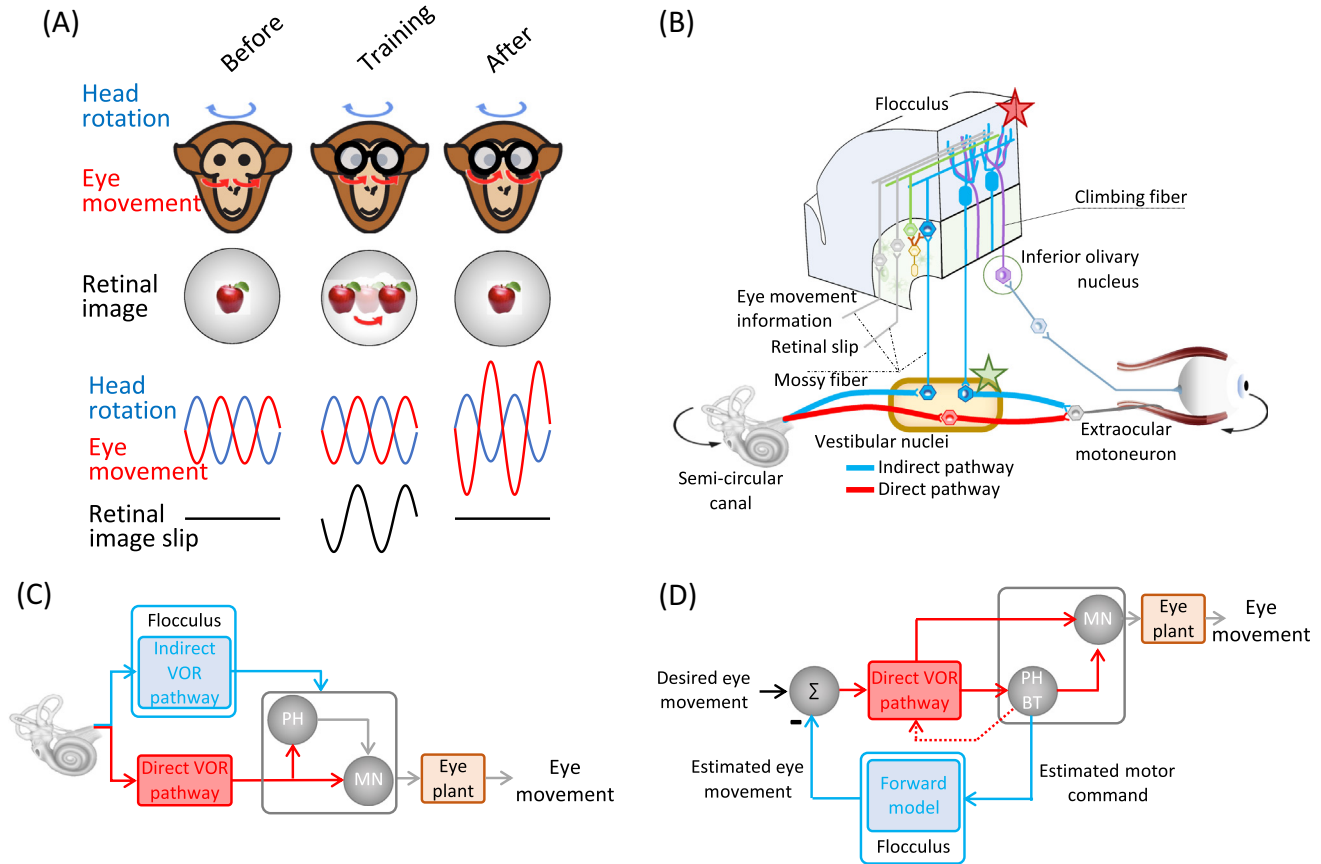 (A)
Before
Training
After
Head
rotation
Eye
movement
Retinal
image
Head
rotation
Eye
movement
Retinal
image slip
(B)
Flocculus
Climbing fiber
Inferior olivary
nucleus
Eye movement
information
Retinal slip
Mossy fiber
Vestibular nuclei
Extraocular
motoneuron
Semi-circular
canal
Indirect pathway
Direct pathway
(C)
Flocculus
Indirect
VOR
pathway
PH
Direct VOR
pathway
MN
Eye
plant
Eye
movement
(D)
MN
Eye
plant
Eye
movement
Desired eye
movement
Σ
-
Direct VOR
pathway
PH
BT
Estimated eye
movement
Forward
model
Flocculus
Estimated motor
command